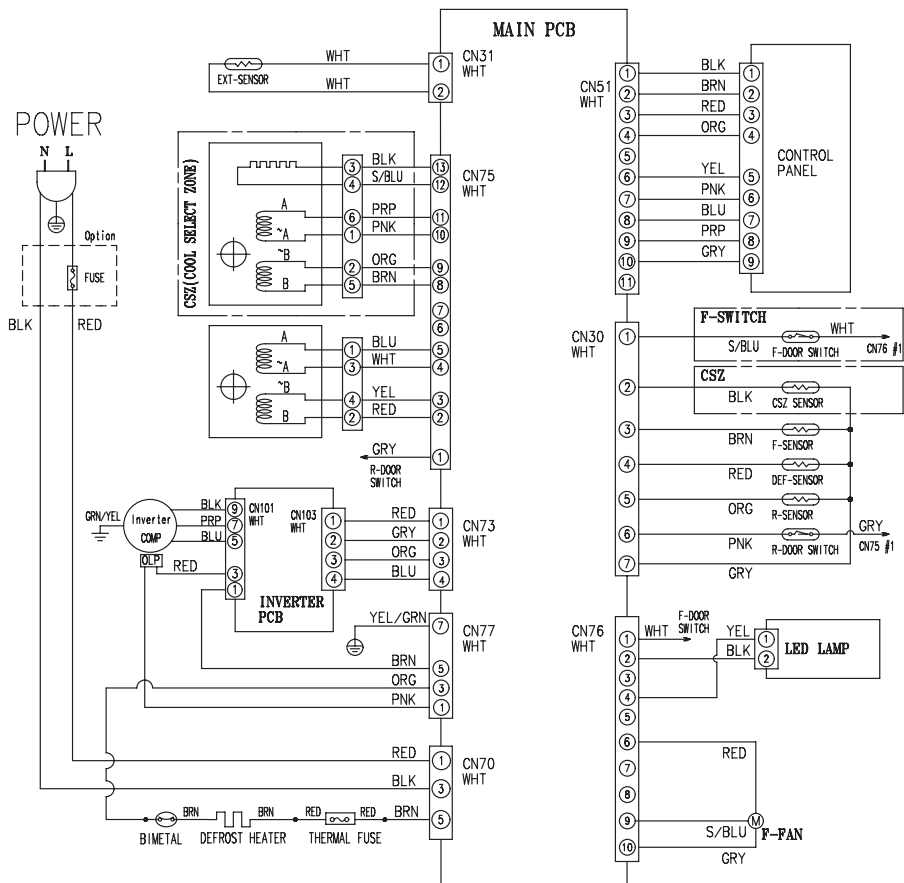 MAIN PCB
POWER
N L
Option
FUSE
BLK RED
WHT
WHT
EXT-SENSOR
1
2
CN31
WHT
CSZ(COOL SELECT ZONE)
A
~A
~B
B
3 BLK 13
4 S/BLU 12
6 PRP 11
1 PNK 10
2 ORG 9
5 BRN 8
7
6
CN75
WHT
A
~A
~B
B
1 BLU 5
3 WHT 4
4 YEL 3
2 RED 2
GRY 1
R-DOOR
SWITCH
GRN/YEL
Inverter
COMP
OLP
BLK 9
PRP 7
BLU 5
RED 3
1
CN101
WHT
CN103
WHT
INVERTER
PCB
1 RED 1
2 GRY 2
3 ORG 3
4 BLU 4
CN73
WHT
YEL/GRN 7
BRN 5
ORG 3
PNK 1
CN77
WHT
RED 1
BLK 3
BRN 5
CN70
WHT
BRN BRN RED RED
BIMETAL DEFROST HEATER THERMAL FUSE
CN51
WHT
1 BLK 1
2 BRN 2
3 RED 3
4 ORG 4
5
6 YEL 5
7 PNK 6
8 BLU 7
9 PRP 8
10 GRY 9
11
CONTROL
PANEL
CN30
WHT
F-SWITCH
1 S/BLU F-DOOR SWITCH WHT CN76 #1
CSZ
2 BLK CSZ SENSOR
3 BRN F-SENSOR
4 RED DEF-SENSOR
5 ORG R-SENSOR
6 PNK R-DOOR SWITCH GRY CN75 #1
7 GRY
CN76
WHT
1 WHT
F-DOOR
SWITCH
YEL 1
2 BLK 2
LED LAMP
3
4
5
6 RED
7
8
9 S/BLU
10 GRY
M
F-FAN